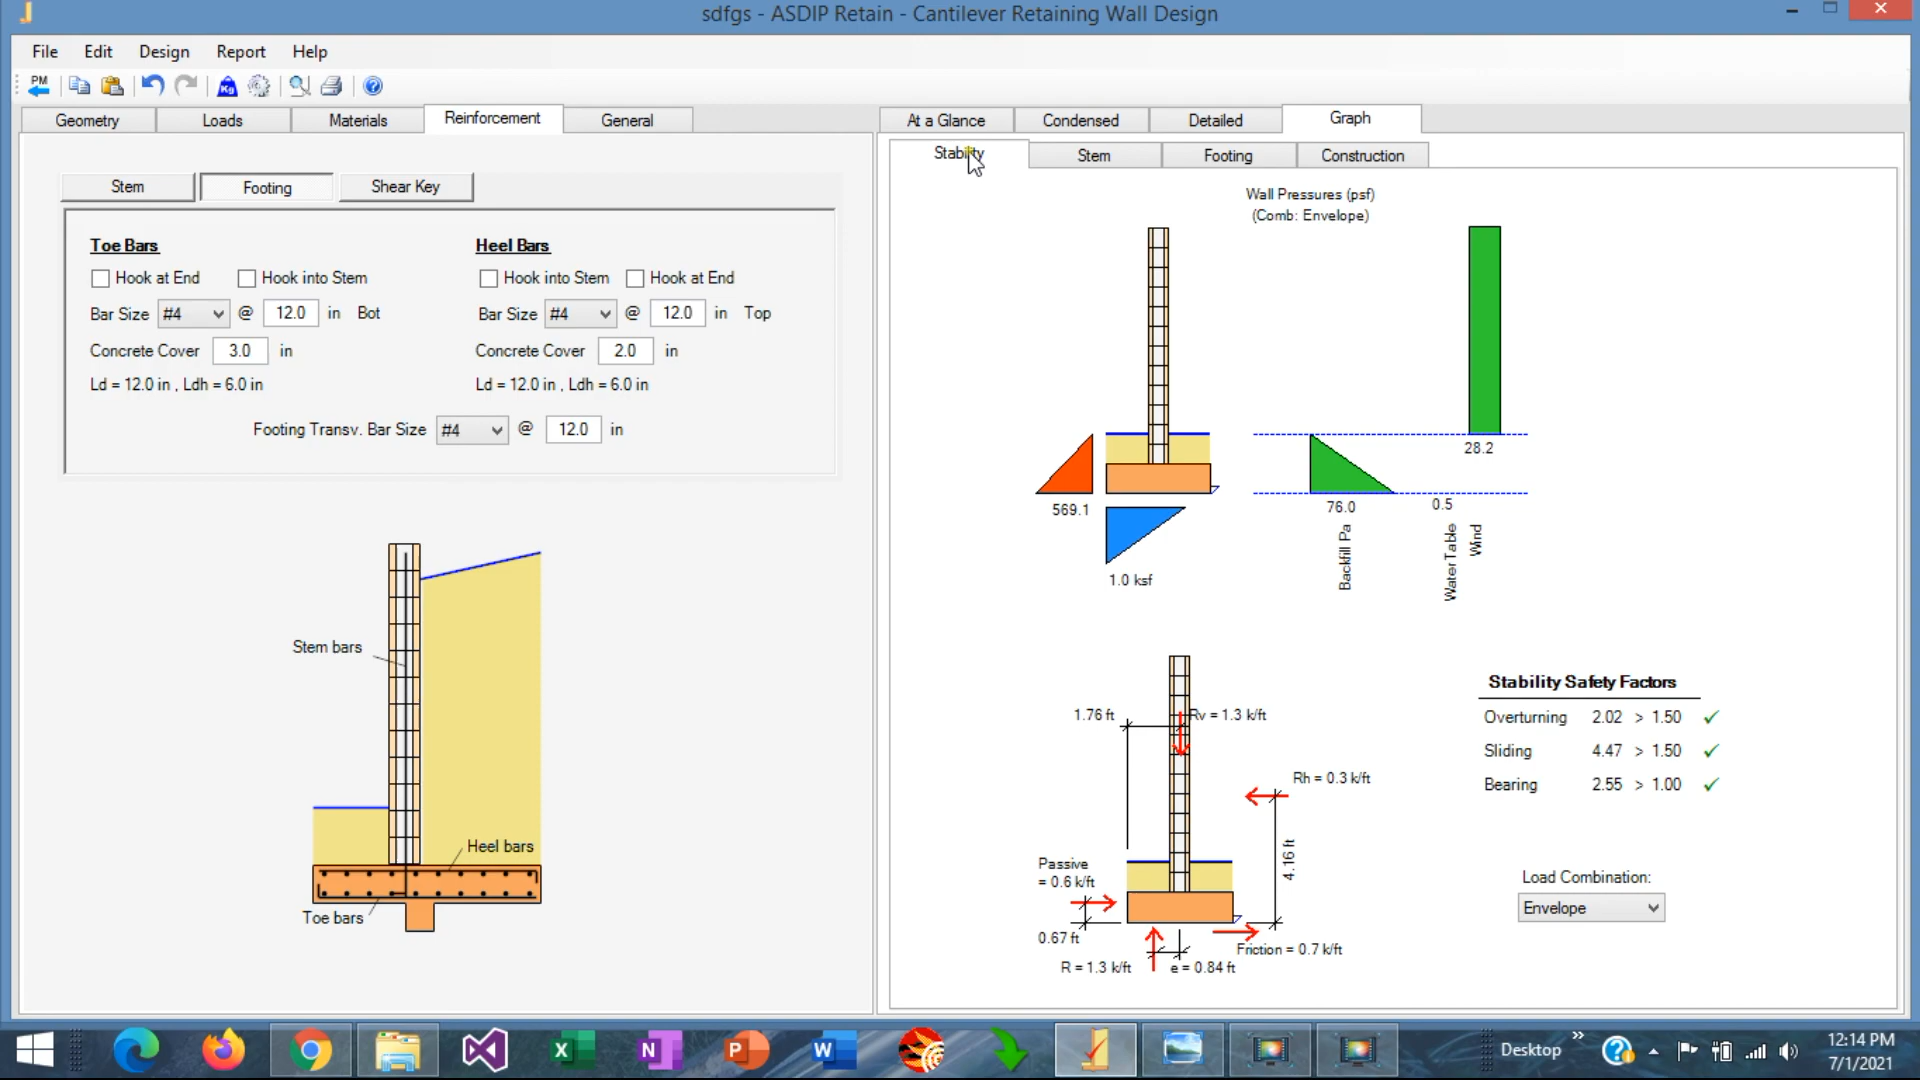 sdfgs - ASDIP Retain - Cantilever Retaining Wall Design
File Edit Design Report Help
PM
Kg
Geometry Loads Materials Reinforcement General
At a Glance Condensed Detailed Graph
Stability Stem Footing Construction
Stem Footing Shear Key
Toe Bars
Hook at End Hook into Stem
Bar Size #4 @ 12.0 in Bot
Concrete Cover 3.0 in
Ld = 12.0 in , Ldh = 6.0 in
Heel Bars
Hook into Stem Hook at End
Bar Size #4 @ 12.0 in Top
Concrete Cover 2.0 in
Ld = 12.0 in , Ldh = 6.0 in
Footing Transv. Bar Size #4 @ 12.0 in
Stem bars
Heel bars
Toe bars
Wall Pressures (psf)
(Comb: Envelope)
28.2
569.1
76.0
0.5
Backfill Pa
Water Table
Wind
1.0 ksf
1.76 ft
Rv = 1.3 k/ft
Rh = 0.3 k/ft
4.16 ft
Passive
= 0.6 k/ft
0.67 ft
Friction = 0.7 k/ft
R = 1.3 k/ft
e = 0.84 ft
Stability Safety Factors
Overturning 2.02 > 1.50 ✓
Sliding 4.47 > 1.50 ✓
Bearing 2.55 > 1.00 ✓
Load Combination:
Envelope
X N P W
Desktop »
12:14 PM
7/1/2021